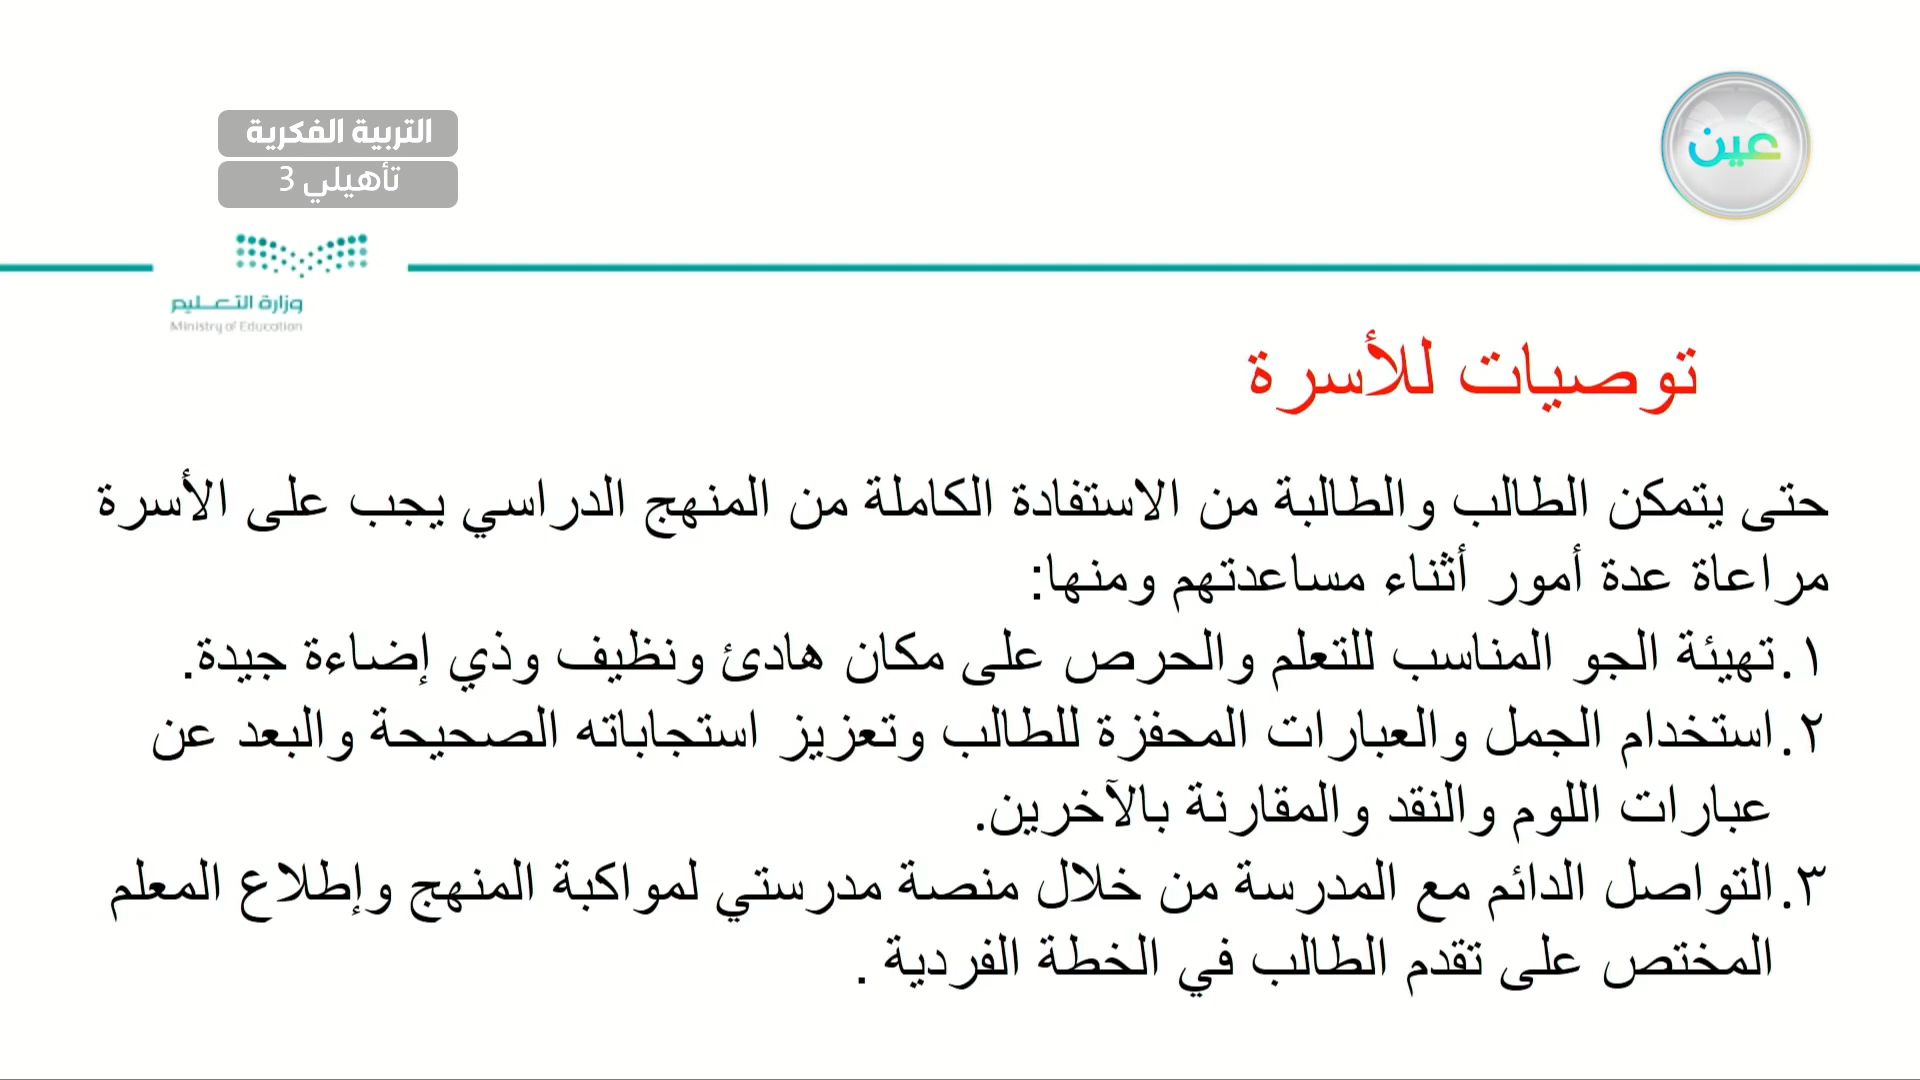 التربية الفكرية
تأهيلي 3
عين
وزارة التعليم
Ministry of Education
توصيات للأسرة
حتى يتمكن الطالب والطالبة من الاستفادة الكاملة من المنهج الدراسي يجب على الأسرة
مراعاة عدة أمور أثناء مساعدتهم ومنها:
١. تهيئة الجو المناسب للتعلم والحرص على مكان هادئ ونظيف وذي إضاءة جيدة.
٢. استخدام الجمل والعبارات المحفزة للطالب وتعزيز استجاباته الصحيحة والبعد عن
عبارات اللوم والنقد والمقارنة بالآخرين.
٣. التواصل الدائم مع المدرسة من خلال منصة مدرستي لمواكبة المنهج وإطلاع المعلم
المختص على تقدم الطالب في الخطة الفردية .